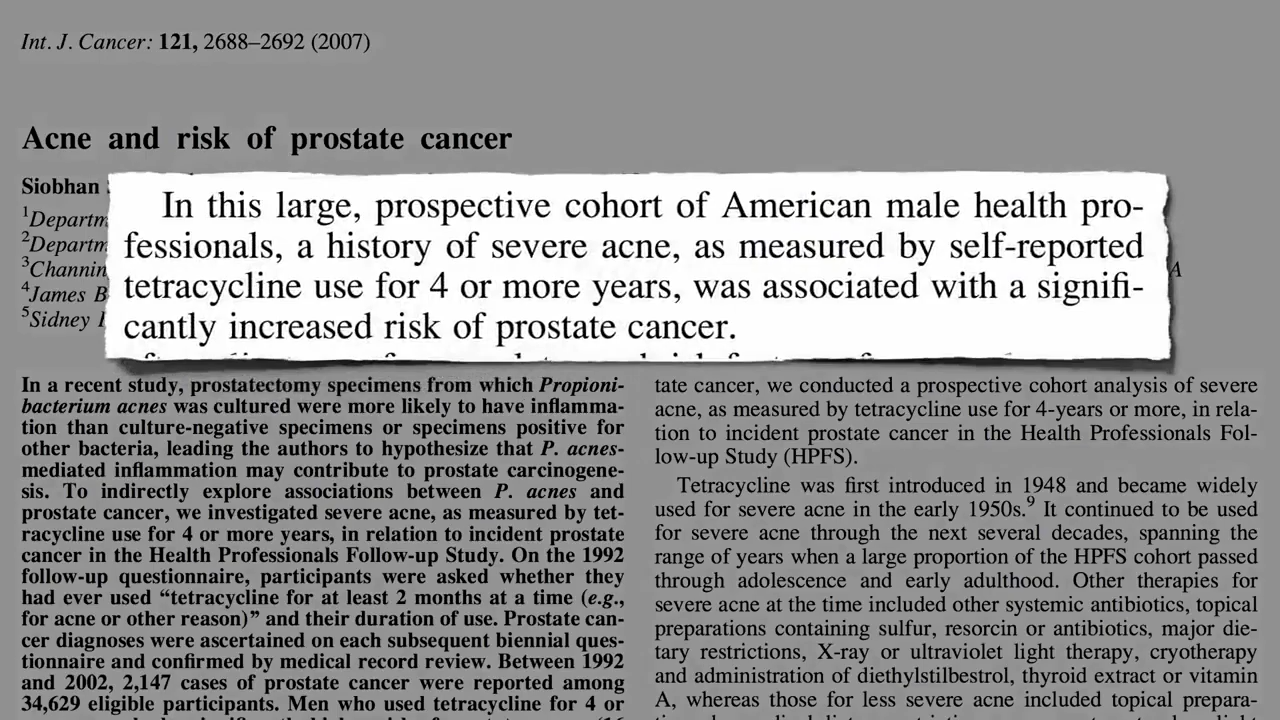 Int. J. Cancer: 121, 2688–2692 (2007)
Acne and risk of prostate cancer
Siobhan
In this large, prospective cohort of American male health pro-
fessionals, a history of severe acne, as measured by self-reported
tetracycline use for 4 or more years, was associated with a signifi-
cantly increased risk of prostate cancer.
1Departm
2Departm
3Channin
A
4James B
5Sidney
In a recent study, prostatectomy specimens from which Propioni-
bacterium acnes was cultured were more likely to have inflamma-
tion than culture-negative specimens or specimens positive for
other bacteria, leading the authors to hypothesize that P. acnes-
mediated inflammation may contribute to prostate carcinogene-
sis. To indirectly explore associations between P. acnes and
prostate cancer, we investigated severe acne, as measured by tet-
racycline use for 4 or more years, in relation to incident prostate
cancer in the Health Professionals Follow-up Study. On the 1992
follow-up questionnaire, participants were asked whether they
had ever used “tetracycline for at least 2 months at a time (e.g.,
for acne or other reason)” and their duration of use. Prostate can-
cer diagnoses were ascertained on each subsequent biennial ques-
tionnaire and confirmed by medical record review. Between 1992
and 2002, 2,147 cases of prostate cancer were reported among
34,629 eligible participants. Men who used tetracycline for 4 or
tate cancer, we conducted a prospective cohort analysis of severe
acne, as measured by tetracycline use for 4-years or more, in rela-
tion to incident prostate cancer in the Health Professionals Fol-
low-up Study (HPFS).
Tetracycline was first introduced in 1948 and became widely
used for severe acne in the early 1950s.9 It continued to be used
for severe acne through the next several decades, spanning the
range of years when a large proportion of the HPFS cohort passed
through adolescence and early adulthood. Other therapies for
severe acne at the time included other systemic antibiotics, topical
preparations containing sulfur, resorcin or antibiotics, major die-
tary restrictions, X-ray or ultraviolet light therapy, cryotherapy
and administration of diethylstilbestrol, thyroid extract or vitamin
A, whereas those for less severe acne included topical prepara-